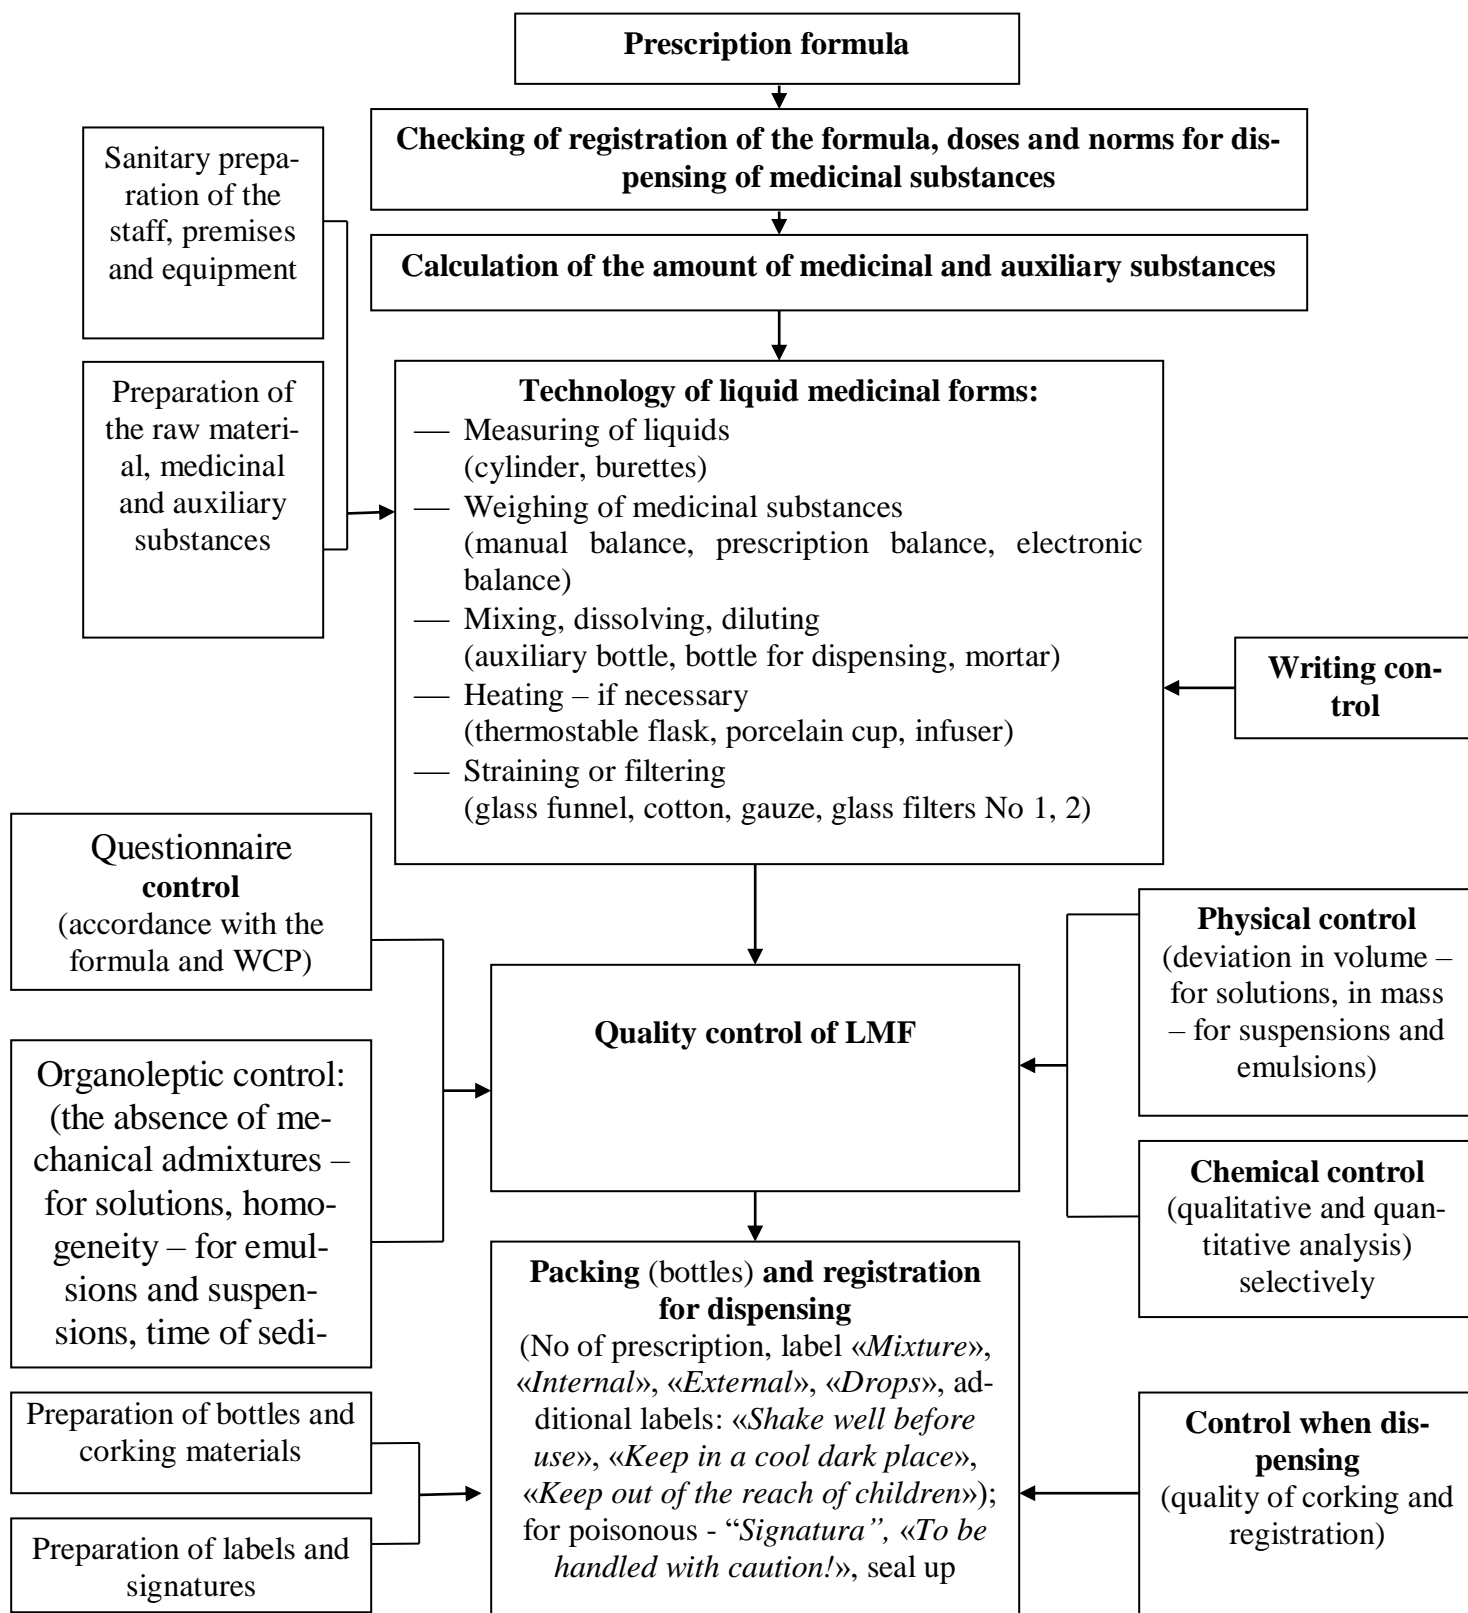 Prescription formula
Checking of registration of the formula, doses and norms for dis-
pensing of medicinal substances
Sanitary prepa-
ration of the
staff, premises
and equipment
Calculation of the amount of medicinal and auxiliary substances
Preparation of
the raw materi-
al, medicinal
and auxiliary
substances
Technology of liquid medicinal forms:
— Measuring of liquids
(cylinder, burettes)
— Weighing of medicinal substances
(manual balance, prescription balance, electronic
balance)
— Mixing, dissolving, diluting
(auxiliary bottle, bottle for dispensing, mortar)
— Heating – if necessary
(thermostable flask, porcelain cup, infuser)
— Straining or filtering
(glass funnel, cotton, gauze, glass filters No 1, 2)
Writing con-
trol
Questionnaire
control
(accordance with the
formula and WCP)
Physical control
(deviation in volume –
for solutions, in mass
– for suspensions and
emulsions)
Quality control of LMF
Organoleptic control:
(the absence of me-
chanical admixtures –
for solutions, homo-
geneity – for emul-
sions and suspen-
sions, time of sedi-
Chemical control
(qualitative and quan-
titative analysis)
selectively
Packing (bottles) and registration
for dispensing
(No of prescription, label «Mixture»,
«Internal», «External», «Drops», ad-
ditional labels: «Shake well before
use», «Keep in a cool dark place»,
«Keep out of the reach of children»);
for poisonous - “Signatura”, «To be
handled with caution!», seal up
Preparation of bottles and
corking materials
Preparation of labels and
signatures
Control when dis-
pensing
(quality of corking and
registration)